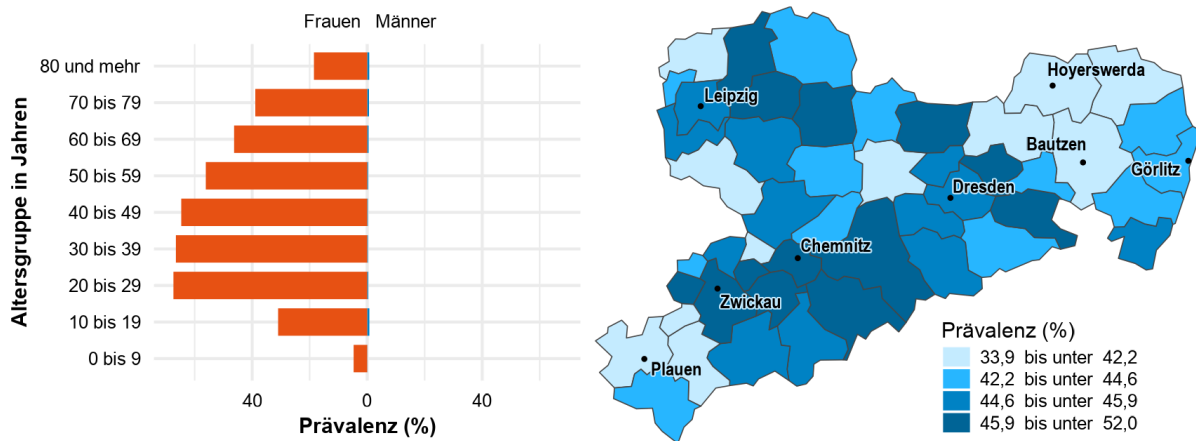 Frauen Männer
Altersgruppe in Jahren
80 und mehr
70 bis 79
60 bis 69
50 bis 59
40 bis 49
30 bis 39
20 bis 29
10 bis 19
0 bis 9
40 0 40
Prävalenz (%)
Hoyerswerda
Leipzig
Bautzen
Görlitz
Dresden
Chemnitz
Zwickau
Plauen
Prävalenz (%)
33,9 bis unter 42,2
42,2 bis unter 44,6
44,6 bis unter 45,9
45,9 bis unter 52,0